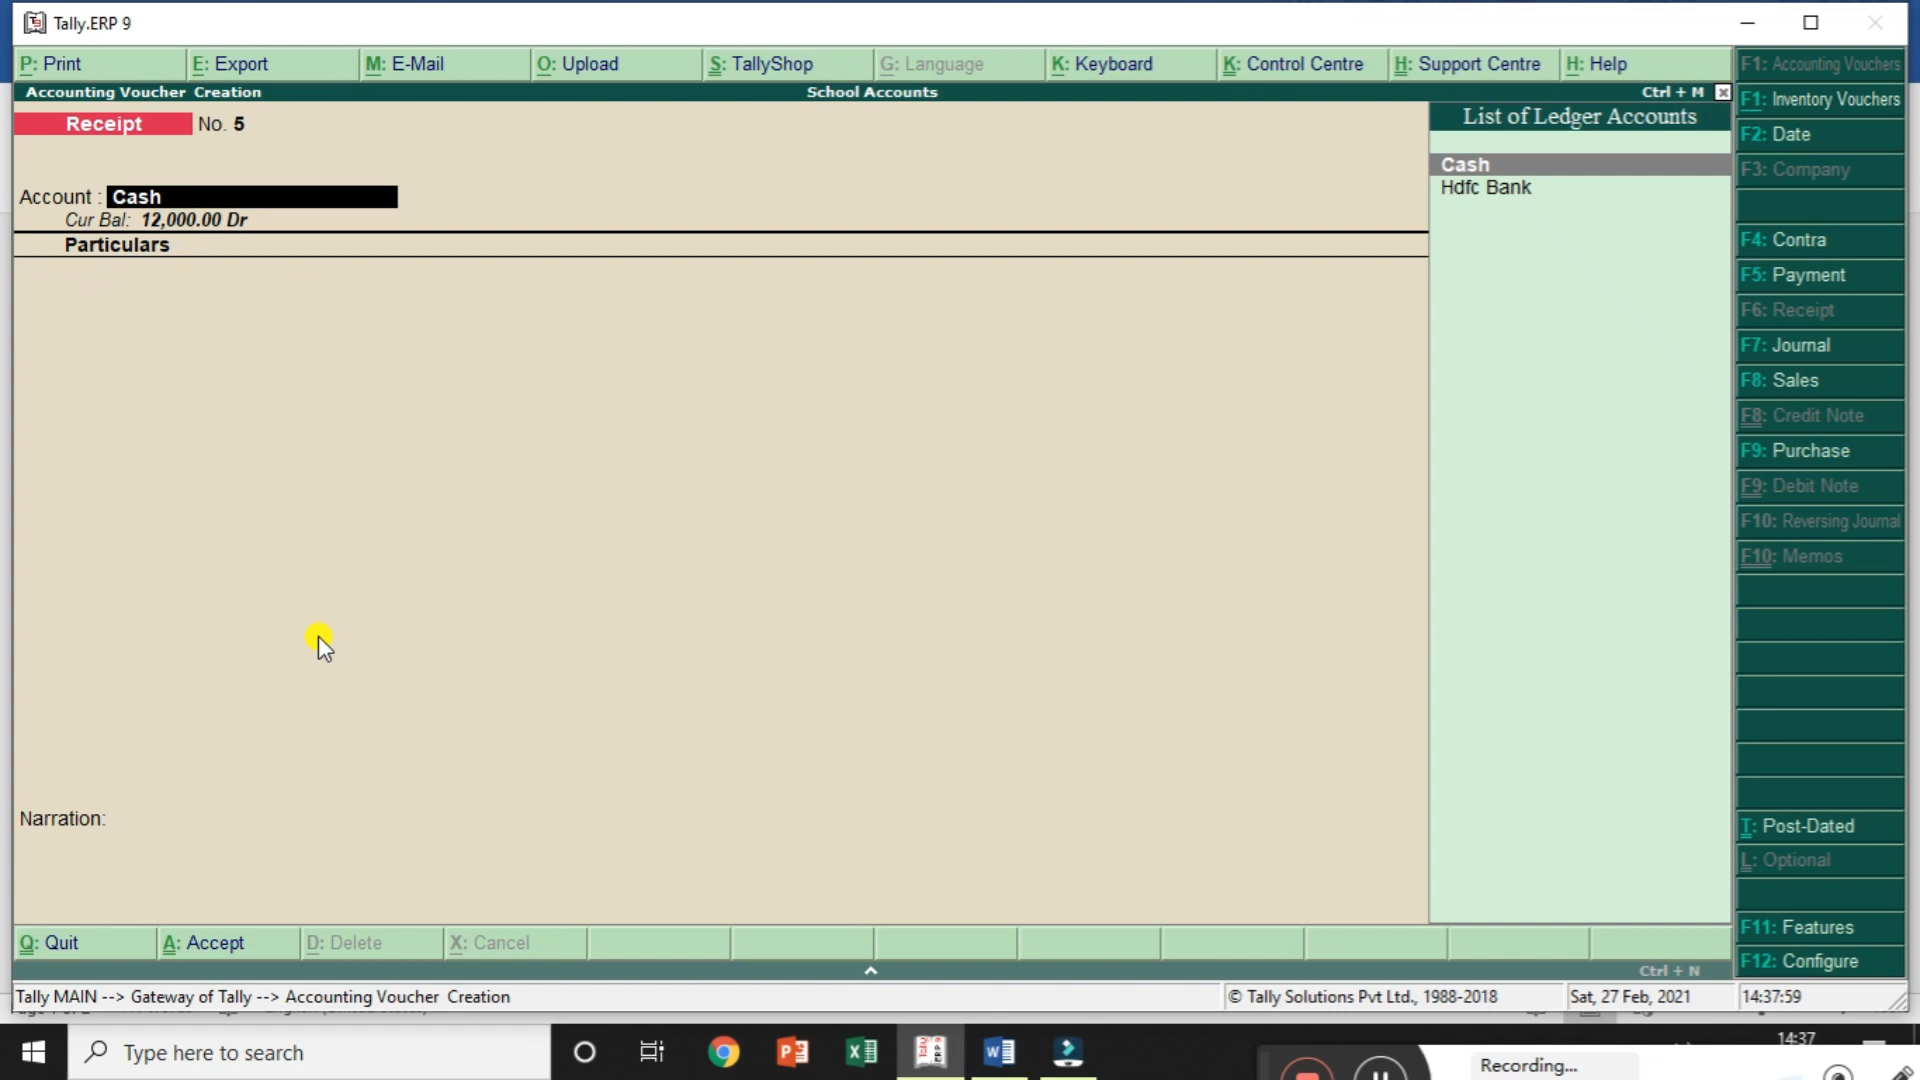 Tally.ERP 9
P: Print E: Export M: E-Mail O: Upload S: TallyShop G: Language K: Keyboard K: Control Centre H: Support Centre H: Help
Accounting Voucher Creation School Accounts Ctrl + M
Receipt No. 5
Account : Cash
Cur Bal: 12,000.00 Dr
Particulars
Narration:
List of Ledger Accounts
Cash
Hdfc Bank
F1: Accounting Vouchers
F1: Inventory Vouchers
F2: Date
F3: Company
F4: Contra
F5: Payment
F6: Receipt
F7: Journal
F8: Sales
F8: Credit Note
F9: Purchase
F9: Debit Note
F10: Reversing Journal
F10: Memos
T: Post-Dated
L: Optional
F11: Features
F12: Configure
Q: Quit A: Accept D: Delete X: Cancel
Ctrl + N
Tally MAIN --> Gateway of Tally --> Accounting Voucher Creation © Tally Solutions Pvt Ltd., 1988-2018 Sat, 27 Feb, 2021 14:37:59
Type here to search
14:37
Recording...